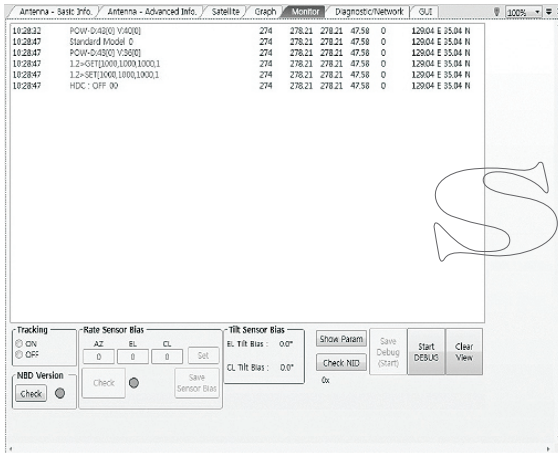 Antenna - Basic Info. Antenna - Advanced Info. Satellite Graph Monitor Diagnostic/Network GUI 100%
10:28:32 POW-D:43[0] V:40[0] 274 278.21 278.21 47.58 0 129.04 E 35.04 N
10:28:47 Standard Model 0 274 278.21 278.21 47.58 0 129.04 E 35.04 N
10:28:47 POW-D:43[0] V:36[0] 274 278.21 278.21 47.58 0 129.04 E 35.04 N
10:28:47 1.2>GET[1000,1000,1000,1 274 278.21 278.21 47.58 0 129.04 E 35.04 N
10:28:47 1.2>SET[1000,1000,1000,1 274 278.21 278.21 47.58 0 129.04 E 35.04 N
10:28:47 HDC : OFF 00 274 278.21 278.21 47.58 0 129.04 E 35.04 N
S
Tracking
ON
OFF
NBD Version
Check
Rate Sensor Bias
AZ EL CL
0 0 0 Set
Check Save Sensor Bias
Tilt Sensor Bias
EL Tilt Bias : 0.0°
CL Tilt Bias : 0.0°
Show Param
Check NID
0x
Save Debug (Start)
Start DEBUG
Clear View